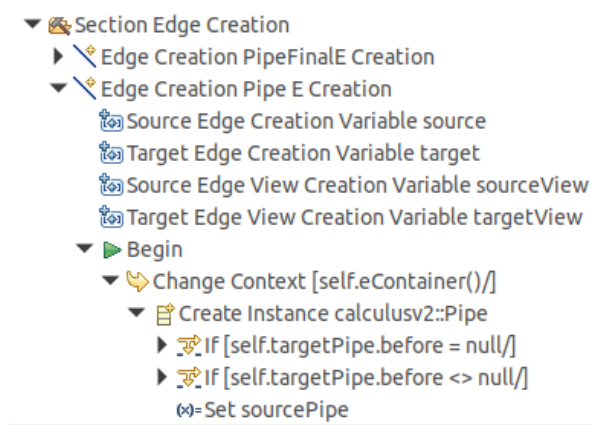 Section Edge Creation
Edge Creation PipeFinalE Creation
Edge Creation Pipe E Creation
Source Edge Creation Variable source
Target Edge Creation Variable target
Source Edge View Creation Variable sourceView
Target Edge View Creation Variable targetView
Begin
Change Context [self.eContainer()/]
Create Instance calculusv2::Pipe
If [self.targetPipe.before = null/]
If [self.targetPipe.before <> null/]
(x)= Set sourcePipe